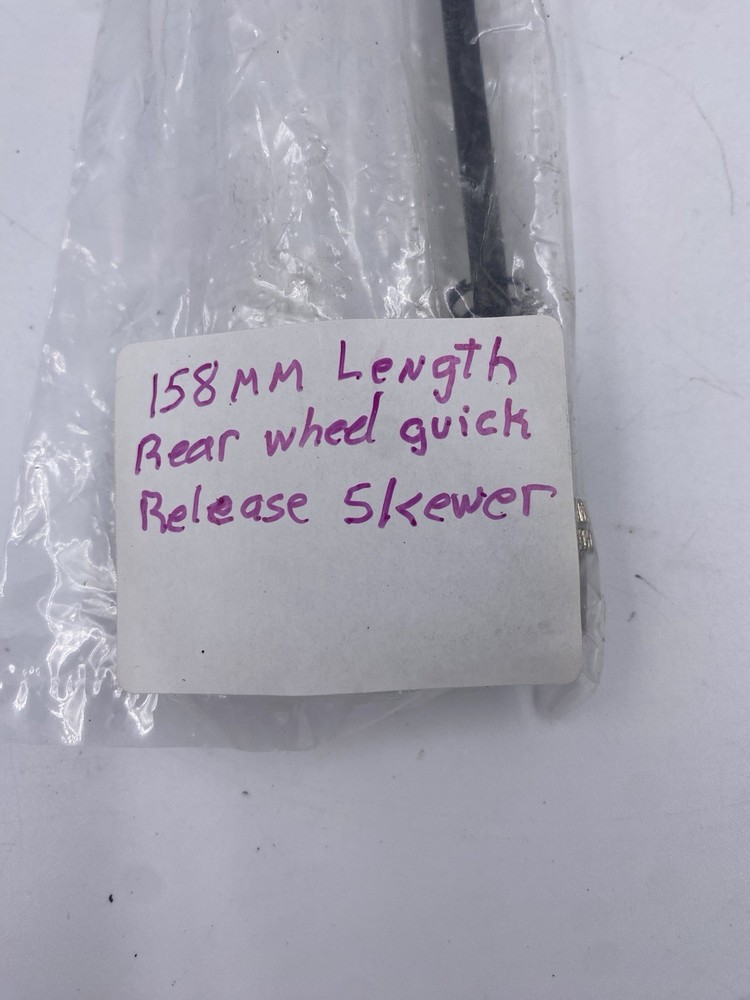 158MM Length
Rear wheel quick
Release Skewer